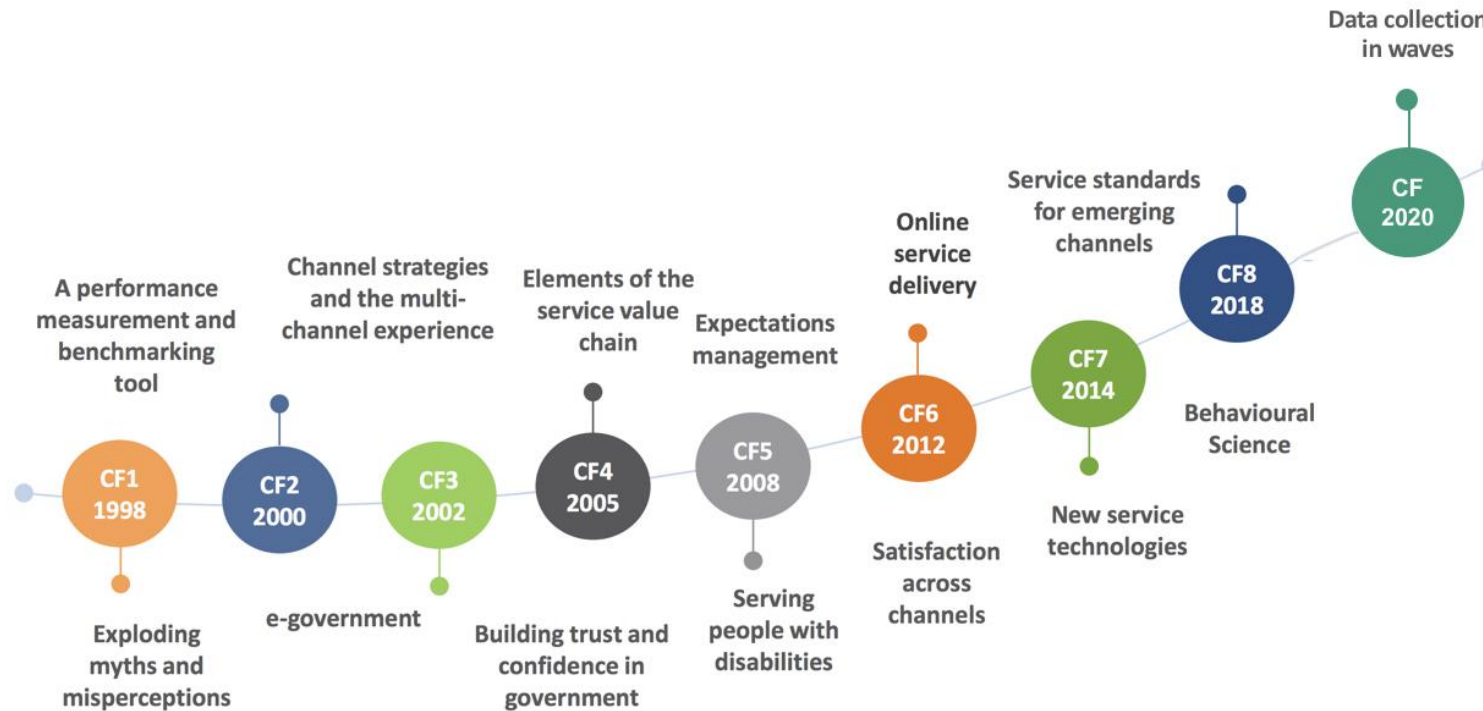 A performance
measurement and
benchmarking
tool
CF1
1998
Exploding
myths and
misperceptions
CF2
2000
e-government
Channel strategies
and the multi-
channel experience
CF3
2002
Elements of the
service value
chain
CF4
2005
Building trust and
confidence in
government
Expectations
management
CF5
2008
Serving
people with
disabilities
Online
service
delivery
CF6
2012
Satisfaction
across
channels
Service standards
for emerging
channels
CF7
2014
New service
technologies
CF8
2018
Behavioural
Science
Data collection
in waves
CF
2020